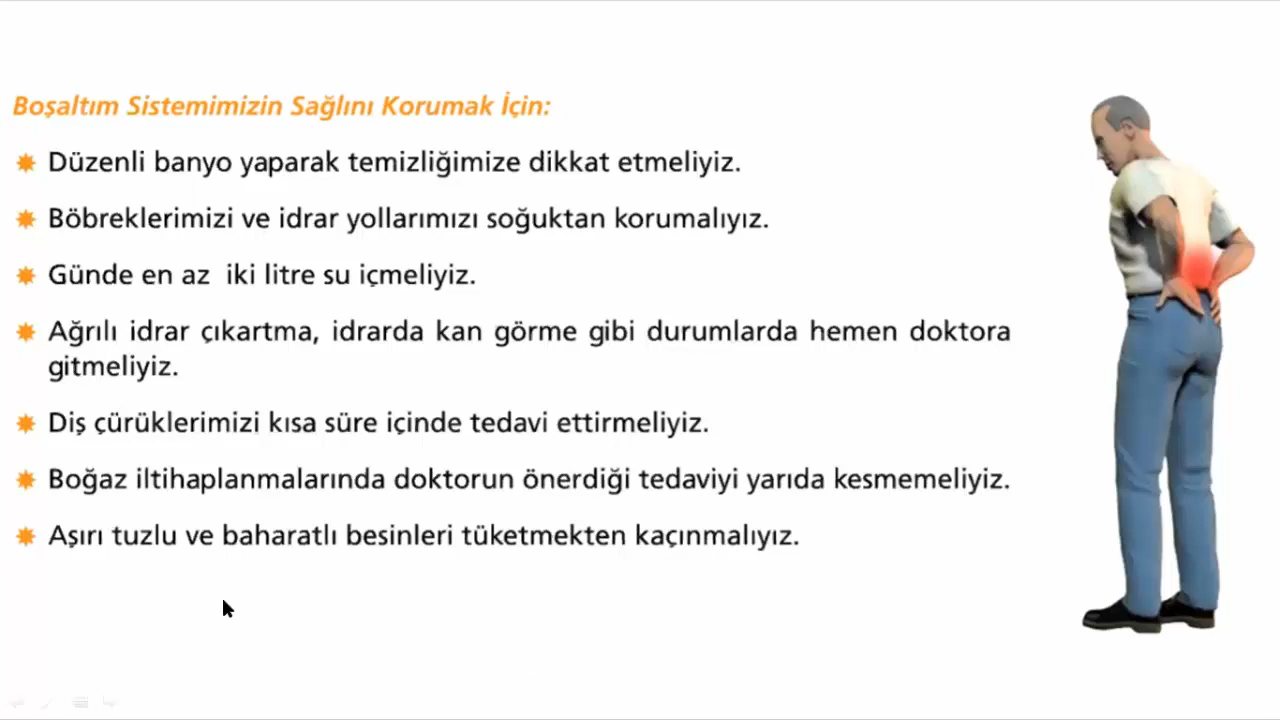 Boşaltım Sistemimizin Sağlını Korumak İçin:
Düzenli banyo yaparak temizliğimize dikkat etmeliyiz.
Böbreklerimizi ve idrar yollarımızı soğuktan korumalıyız.
Günde en az iki litre su içmeliyiz.
Ağrılı idrar çıkartma, idrarda kan görme gibi durumlarda hemen doktora
gitmeliyiz.
Diş çürüklerimizi kısa süre içinde tedavi ettirmeliyiz.
Boğaz iltihaplanmalarında doktorun önerdiği tedaviyi yarıda kesmemeliyiz.
Aşırı tuzlu ve baharatlı besinleri tüketmekten kaçınmalıyız.